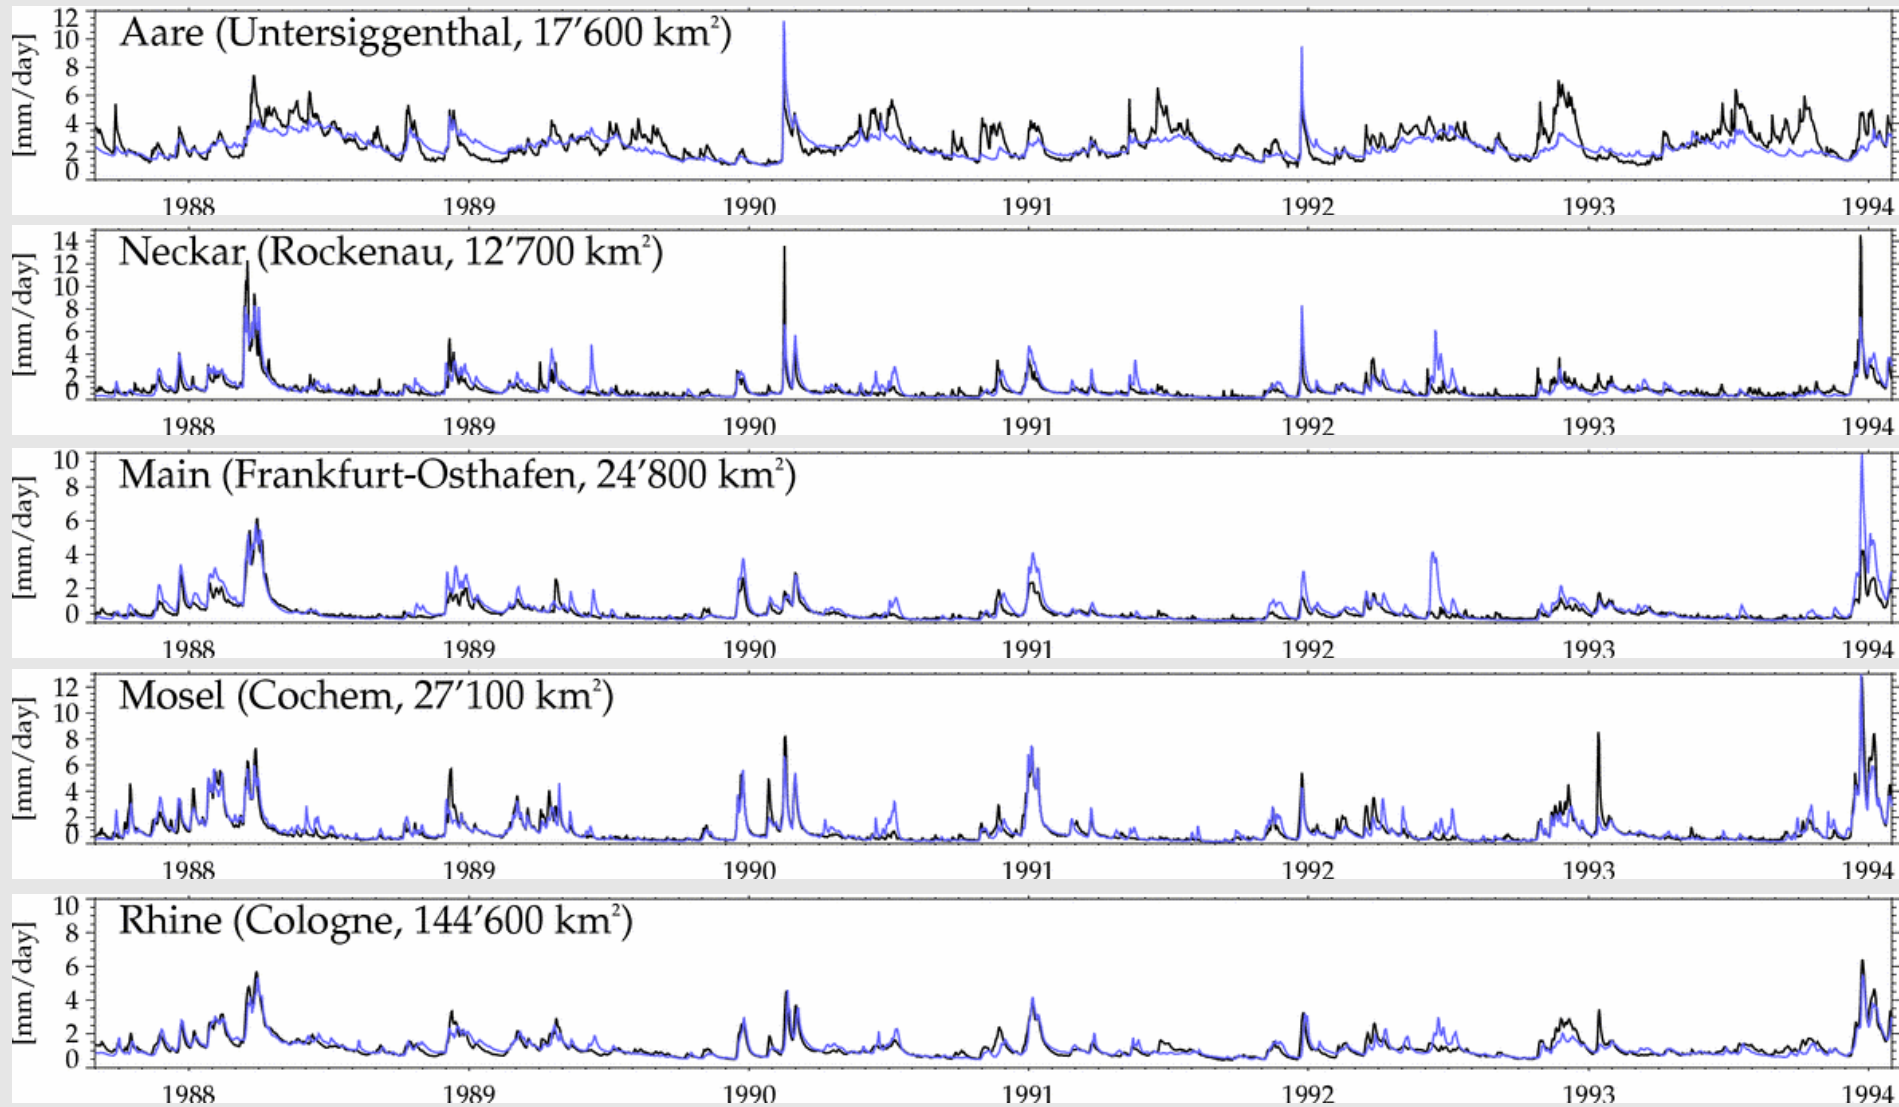 Aare (Untersiggenthal, 17′600 km²)
[mm/day]
12
10
8
6
4
2
0
1988 1989 1990 1991 1992 1993 1994
Neckar (Rockenau, 12′700 km²)
[mm/day]
14
12
10
8
6
4
2
0
1988 1989 1990 1991 1992 1993 1994
Main (Frankfurt-Osthafen, 24′800 km²)
[mm/day]
10
8
6
4
2
0
1988 1989 1990 1991 1992 1993 1994
Mosel (Cochem, 27′100 km²)
[mm/day]
12
10
8
6
4
2
0
1988 1989 1990 1991 1992 1993 1994
Rhine (Cologne, 144′600 km²)
[mm/day]
10
8
6
4
2
0
1988 1989 1990 1991 1992 1993 1994